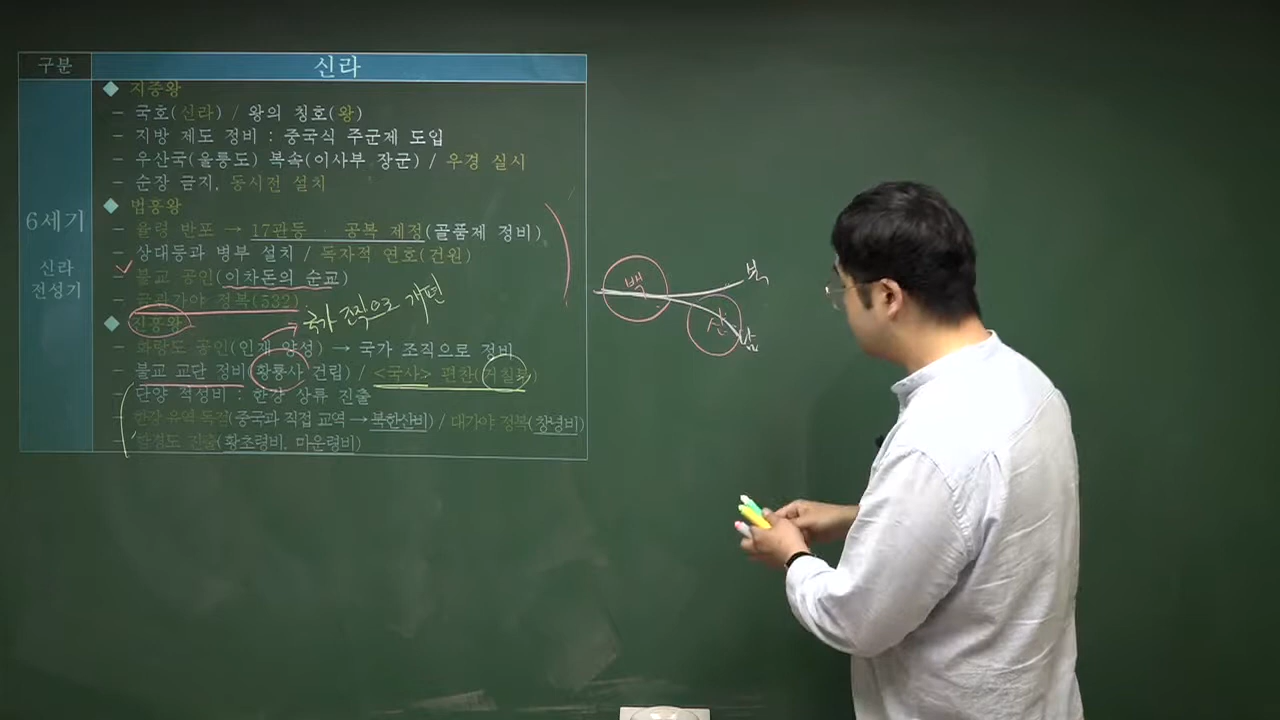 구분
신라
6세기
신라
전성기
◆ 지증왕
- 국호(신라) / 왕의 칭호(왕)
- 지방 제도 정비 : 중국식 주군제 도입
- 우산국(울릉도) 복속(이사부 장군) / 우경 실시
- 순장 금지, 동시전 설치
◆ 법흥왕
- 율령 반포 → 17관등 · 공복 제정(골품제 정비)
- 상대등과 병부 설치 / 독자적 연호(건원)
- 불교 공인(이차돈의 순교)
- 금관가야 정복(532)
국가 조직으로 개편
◆ 진흥왕
- 화랑도 공인(인재 양성) → 국가 조직으로 정비
- 불교 교단 정비(황룡사 건립) / <국사> 편찬(거칠부)
- 단양 적성비 : 한강 상류 진출
- 한강 유역 독점(중국과 직접 교역 → 북한산비) / 대가야 정복(창녕비)
- 함경도 진출(황초령비, 마운령비)
백
북
신
남